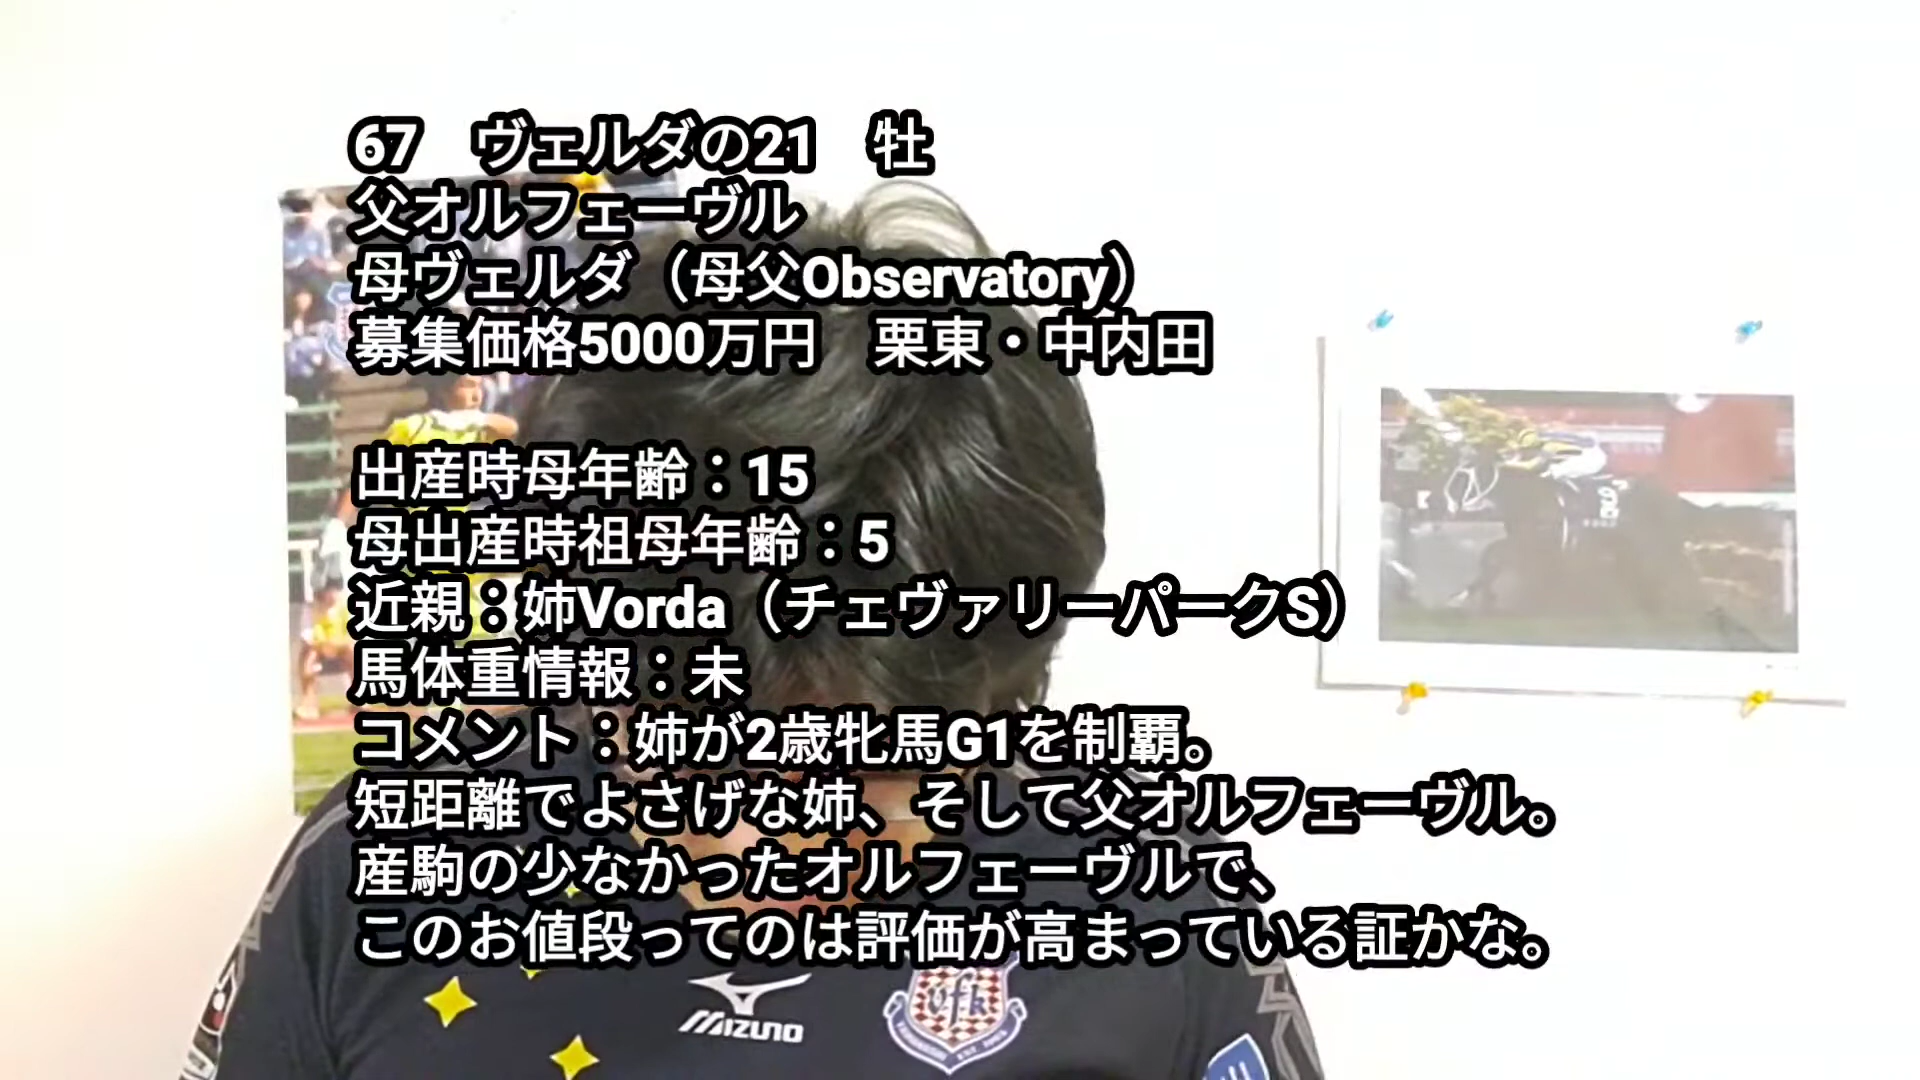 67　ヴェルダの21　牡
父オルフェーヴル
母ヴェルダ（母父Observatory）
募集価格5000万円　栗東・中内田
出産時母年齢：15
母出産時祖母年齢：5
近親：姉Vorda（チェヴァリーパークS）
馬体重情報：未
コメント：姉が2歳牝馬G1を制覇。
短距離でよさげな姉、そして父オルフェーヴル。
産駒の少なかったオルフェーヴルで、
このお値段ってのは評価が高まっている証かな。
MIZUNO
vfk